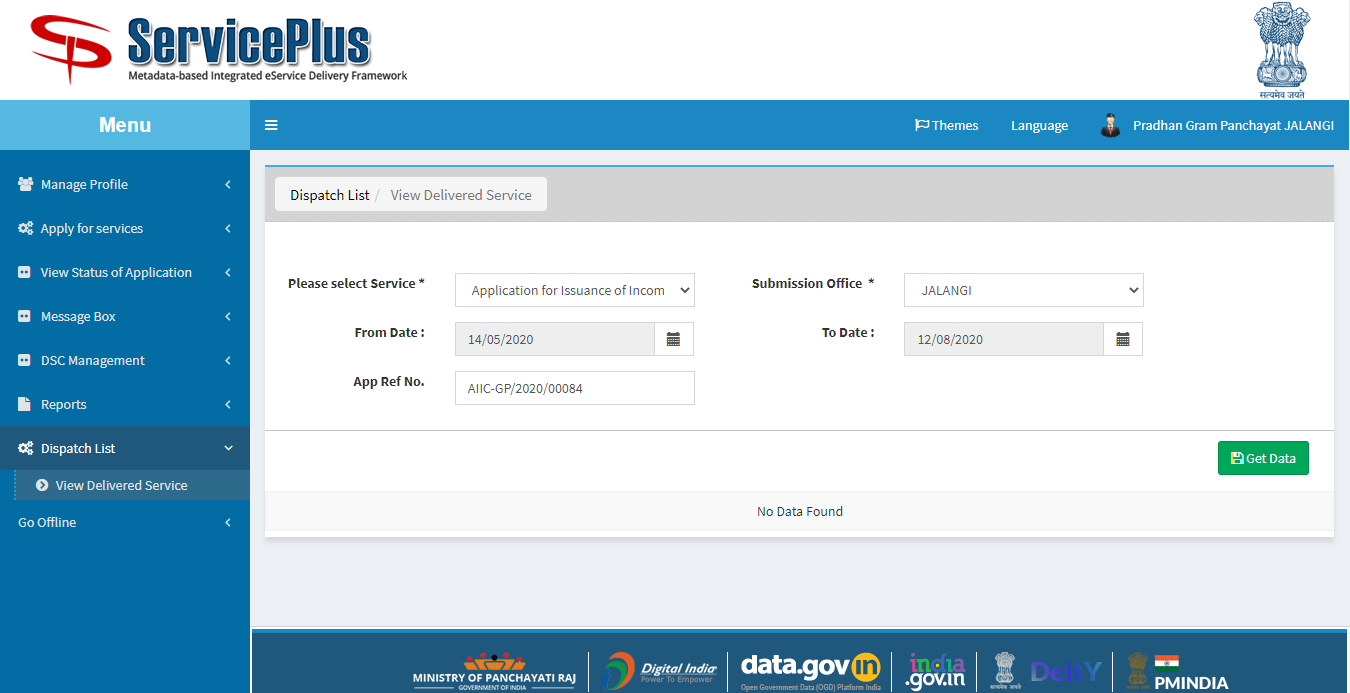 ServicePlus
Metadata-based Integrated eService Delivery Framework
सत्यमेव जयते
Menu
Themes Language Pradhan Gram Panchayat JALANGI
Manage Profile
Apply for services
View Status of Application
Message Box
DSC Management
Reports
Dispatch List
View Delivered Service
Go Offline
Dispatch List / View Delivered Service
Please select Service * Application for Issuance of Incom Submission Office * JALANGI
From Date : 14/05/2020 To Date : 12/08/2020
App Ref No. AIIC-GP/2020/00084
Get Data
No Data Found
MINISTRY OF PANCHAYATI RAJ
GOVERNMENT OF INDIA
Digital India
Power To Empower
data.gov in
Open Government Data (OGD) Platform India
india
.gov.in
सत्यमेव जयते
DeitY
PMINDIA